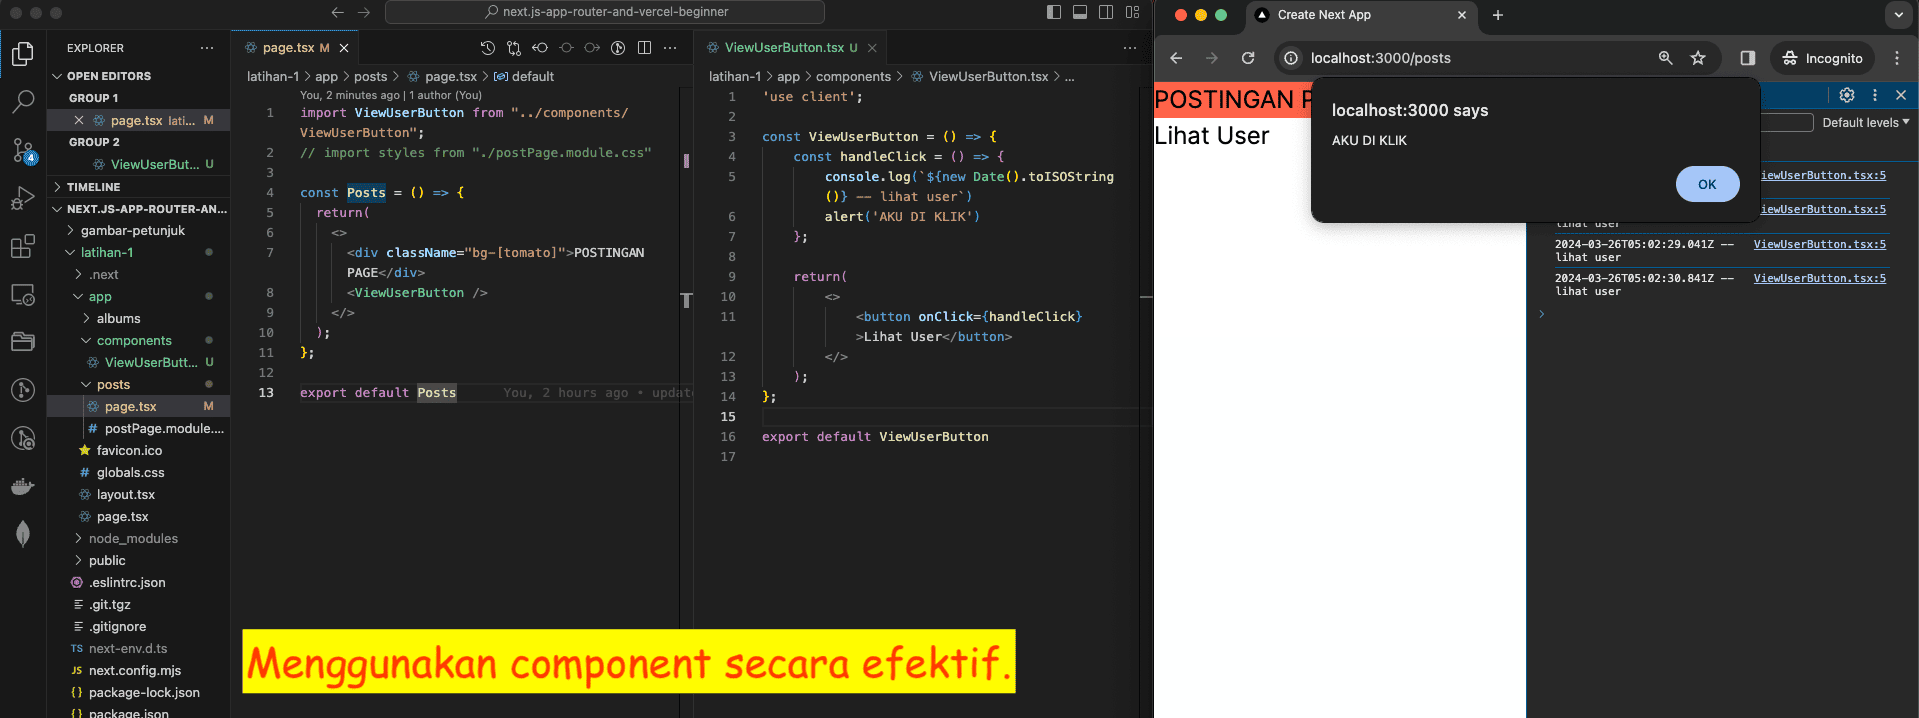 next.js-app-router-and-vercel-beginner
EXPLORER
OPEN EDITORS
GROUP 1
page.tsx lati... M
GROUP 2
ViewUserBut... U
TIMELINE
NEXT.JS-APP-ROUTER-AN...
gambar-petunjuk
latihan-1
.next
app
albums
components
ViewUserButt... U
posts
page.tsx M
postPage.module....
favicon.ico
globals.css
layout.tsx
page.tsx
node_modules
public
.eslintrc.json
.git.tgz
.gitignore
next-env.d.ts
next.config.mjs
package-lock.json
package.json
4
page.tsx M
latihan-1 > app > posts > page.tsx > default
You, 2 minutes ago | 1 author (You)
1 import ViewUserButton from "../components/
ViewUserButton";
2 // import styles from "./postPage.module.css"
3
4 const Posts = () => {
5 return(
6 <>
7 <div className="bg-[tomato]">POSTINGAN
PAGE</div>
8 <ViewUserButton />
9 </>
10 );
11 };
12
13 export default Posts You, 2 hours ago • update
ViewUserButton.tsx U
latihan-1 > app > components > ViewUserButton.tsx > ...
1 'use client';
2
3 const ViewUserButton = () => {
4 const handleClick = () => {
5 console.log(`${new Date().toISOString
()} -- lihat user`)
6 alert('AKU DI KLIK')
7 };
8
9 return(
10 <>
11 <button onClick={handleClick}
>Lihat User</button>
12 </>
13 );
14 };
15
16 export default ViewUserButton
17
Menggunakan component secara efektif.
Create Next App
localhost:3000/posts
Incognito
POSTINGAN P
Lihat User
localhost:3000 says
AKU DI KLIK
OK
Default levels
iewUserButton.tsx:5
iewUserButton.tsx:5
lihat user
2024-03-26T05:02:29.041Z -- ViewUserButton.tsx:5
lihat user
2024-03-26T05:02:30.841Z -- ViewUserButton.tsx:5
lihat user